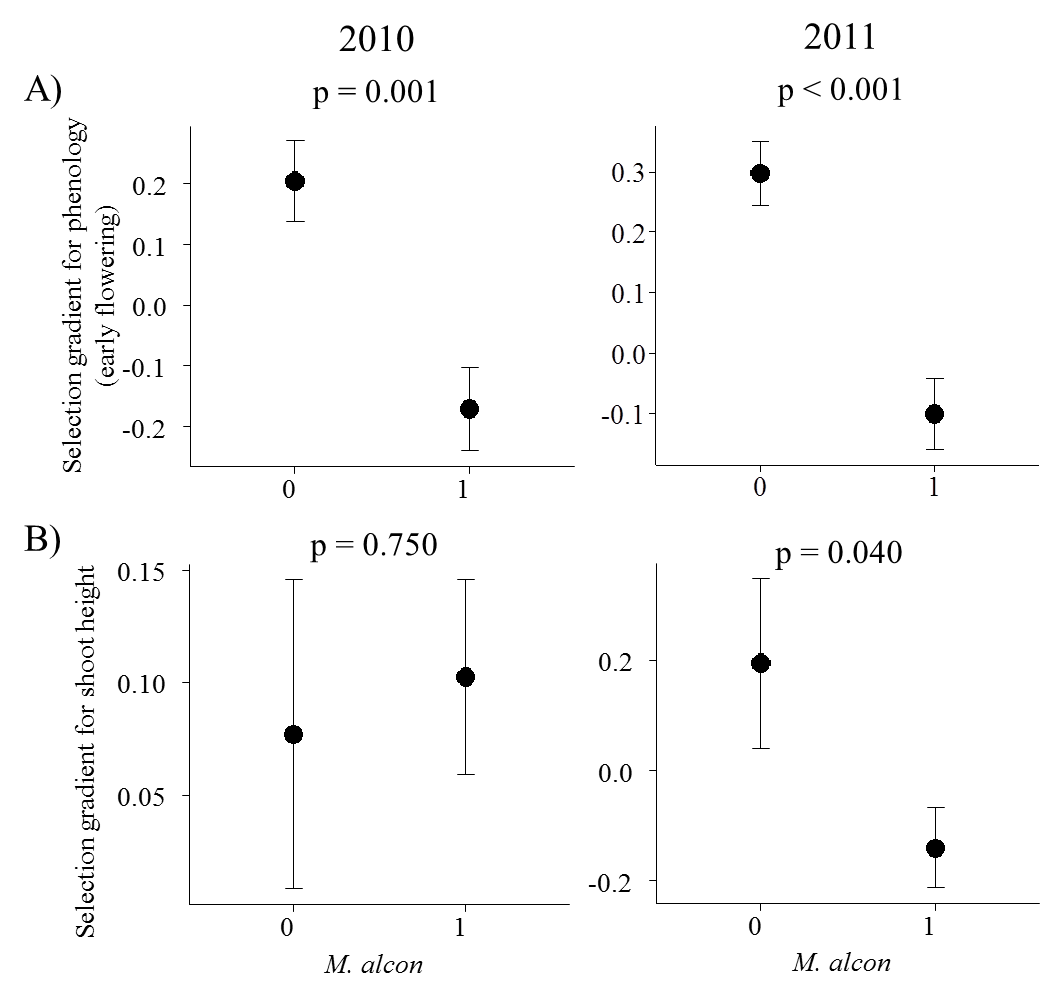 2010
2011
A)
p = 0.001
p < 0.001
Selection gradient for phenology
(early flowering)
0.2
0.1
0.0
-0.1
-0.2
0
1
0.3
0.2
0.1
0.0
-0.1
0
1
B)
p = 0.750
p = 0.040
Selection gradient for shoot height
0.15
0.10
0.05
0
1
M. alcon
0.2
0.0
-0.2
0
1
M. alcon